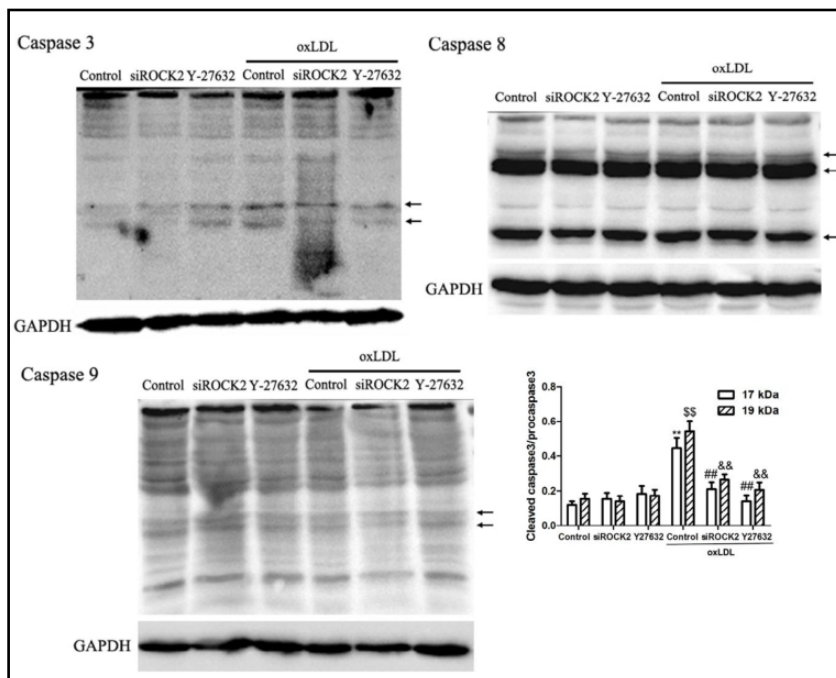 Caspase 3
oxLDL
Control siROCK2 Y-27632 Control siROCK2 Y-27632
GAPDH
Caspase 8
oxLDL
Control siROCK2 Y-27632 Control siROCK2 Y-27632
GAPDH
Caspase 9
oxLDL
Control siROCK2 Y-27632 Control siROCK2 Y-27632
GAPDH
Cleaved caspase3/procaspase3
0.8
0.6
0.4
0.2
0.0
17 kDa
19 kDa
** $$ ## && ## &&
Control siROCK2 Y27632 Control siROCK2 Y27632
oxLDL